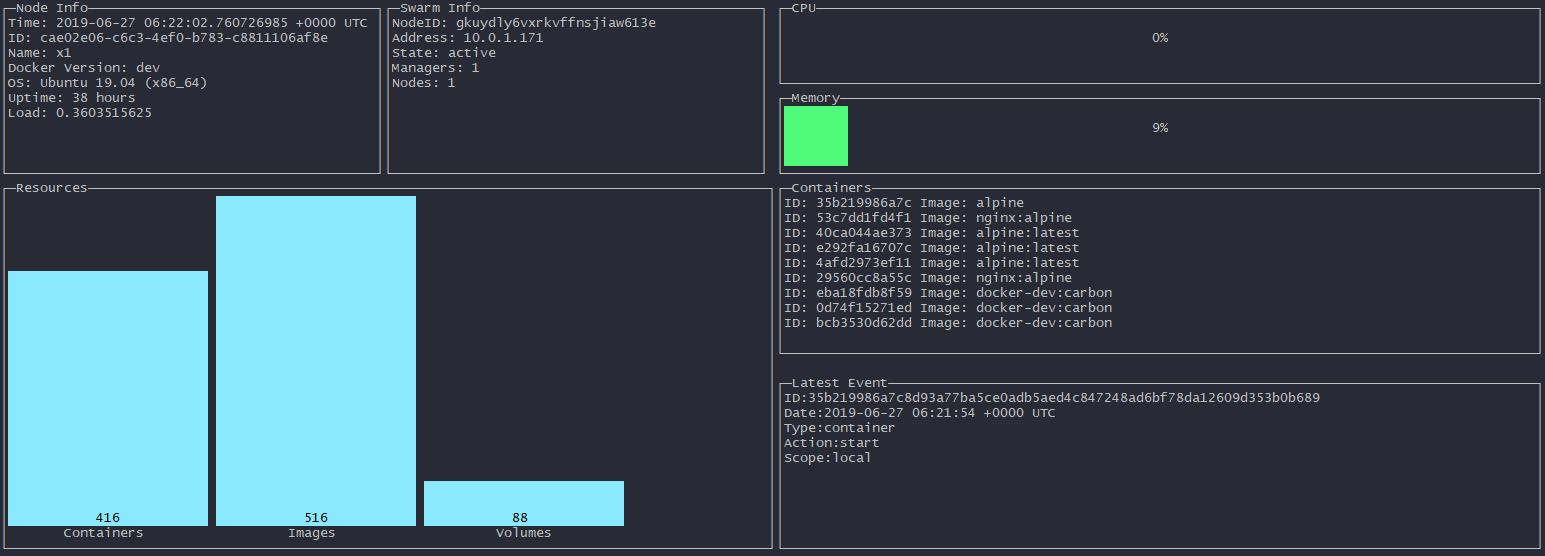 Node Info
Time: 2019-06-27 06:22:02.760726985 +0000 UTC
ID: cae02e06-c6c3-4ef0-b783-c8811106af8e
Name: x1
Docker Version: dev
OS: Ubuntu 19.04 (x86_64)
Uptime: 38 hours
Load: 0.3603515625
Swarm Info
NodeID: gkuydly6vxrkvffnsjiaw613e
Address: 10.0.1.171
State: active
Managers: 1
Nodes: 1
CPU
0%
Memory
9%
Resources
416
516
88
Containers
Images
Volumes
Containers
ID: 35b219986a7c Image: alpine
ID: 53c7dd1fd4f1 Image: nginx:alpine
ID: 40ca044ae373 Image: alpine:latest
ID: e292fa16707c Image: alpine:latest
ID: 4afd2973ef11 Image: alpine:latest
ID: 29560cc8a55c Image: nginx:alpine
ID: eba18fdb8f59 Image: docker-dev:carbon
ID: 0d74f15271ed Image: docker-dev:carbon
ID: bcb3530d62dd Image: docker-dev:carbon
Latest Event
ID:35b219986a7c8d93a77ba5ce0adb5aed4c847248ad6bf78da12609d353b0b689
Date:2019-06-27 06:21:54 +0000 UTC
Type:container
Action:start
Scope:local